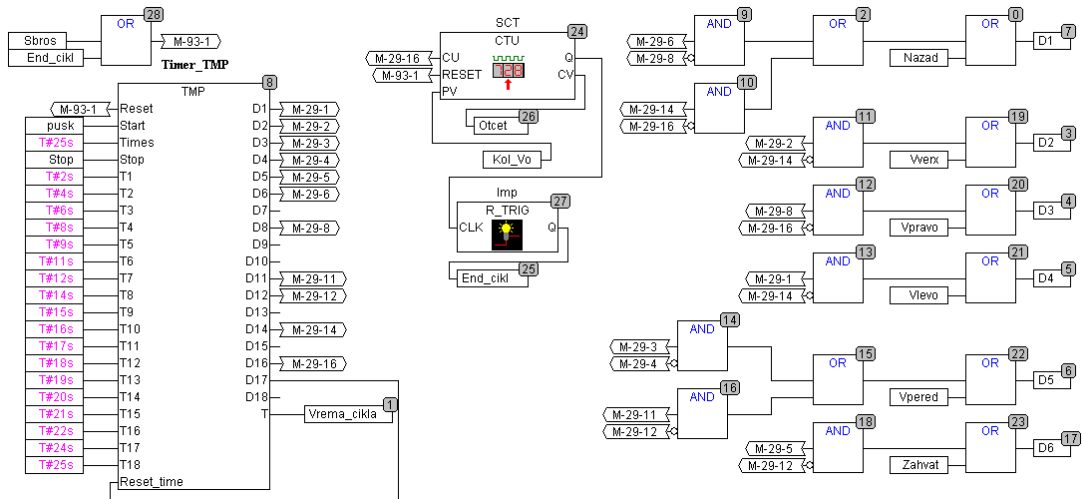 28
OR
Sbros
End_cikl
M-93-1
Timer_TMP
8
TMP
M-93-1 Reset D1 M-29-1
pusk Start D2 M-29-2
T#25s Times D3 M-29-3
Stop Stop D4 M-29-4
T#2s T1 D5 M-29-5
T#4s T2 D6 M-29-6
T#6s T3 D7
T#8s T4 D8 M-29-8
T#9s T5 D9
T#11s T6 D10
T#12s T7 D11 M-29-11
T#14s T8 D12 M-29-12
T#15s T9 D13
T#16s T10 D14 M-29-14
T#17s T11 D15
T#18s T12 D16 M-29-16
T#19s T13 D17
T#20s T14 D18
T#21s T15 T Vrema_cikla 1
T#22s T16
T#24s T17
T#25s T18
Reset_time
SCT
24
CTU
M-29-16 CU Q
M-93-1 RESET CV
PV
123
26
Otcet
Kol_Vo
Imp
27
R_TRIG
CLK Q
25
End_cikl
9
AND
M-29-6
M-29-8
2
OR
0
OR
7
D1
Nazad
10
AND
M-29-14
M-29-16
11
AND
M-29-2
M-29-14
19
OR
3
D2
Vverx
12
AND
M-29-8
M-29-16
20
OR
4
D3
Vpravo
13
AND
M-29-1
M-29-14
21
OR
5
D4
Vlevo
14
AND
M-29-3
M-29-4
15
OR
22
OR
6
D5
Vpered
16
AND
M-29-11
M-29-12
18
AND
M-29-5
M-29-12
23
OR
17
D6
Zahvat